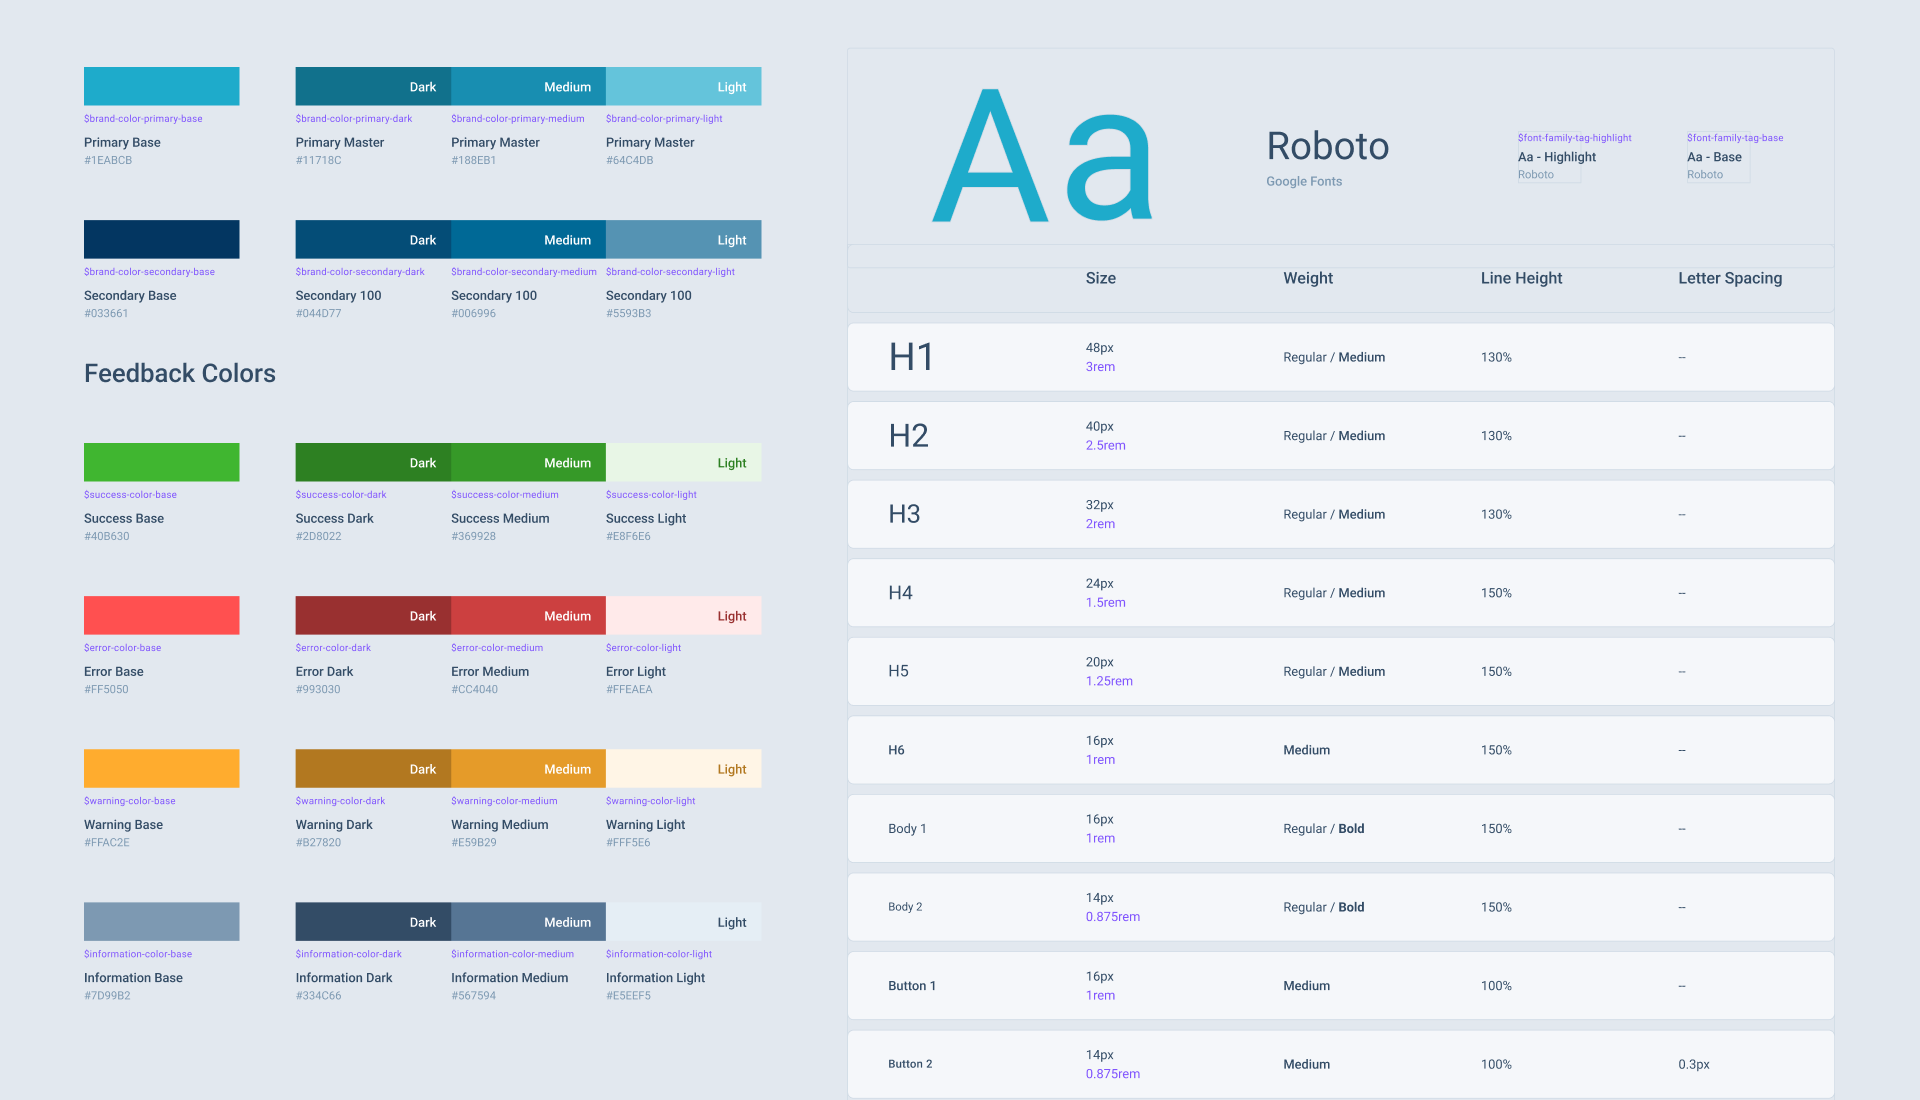 Dark Medium Light
$brand-color-primary-base $brand-color-primary-dark $brand-color-primary-medium $brand-color-primary-light
Primary Base Primary Master Primary Master Primary Master
#1EABCB #11718C #188EB1 #64C4DB
Dark Medium Light
$brand-color-secondary-base $brand-color-secondary-dark $brand-color-secondary-medium $brand-color-secondary-light
Secondary Base Secondary 100 Secondary 100 Secondary 100
#033661 #044D77 #006996 #5593B3
Feedback Colors
Dark Medium Light
$success-color-base $success-color-dark $success-color-medium $success-color-light
Success Base Success Dark Success Medium Success Light
#40B630 #2D8022 #369928 #E8F6E6
Dark Medium Light
$error-color-base $error-color-dark $error-color-medium $error-color-light
Error Base Error Dark Error Medium Error Light
#FF5050 #993030 #CC4040 #FFEAEA
Dark Medium Light
$warning-color-base $warning-color-dark $warning-color-medium $warning-color-light
Warning Base Warning Dark Warning Medium Warning Light
#FFAC2E #B27820 #E59B29 #FFF5E6
Dark Medium Light
$information-color-base $information-color-dark $information-color-medium $information-color-light
Information Base Information Dark Information Medium Information Light
#7D99B2 #334C66 #567594 #E5EEF5
Aa
Roboto
Google Fonts
$font-family-tag-highlight
Aa - Highlight
Roboto
$font-family-tag-base
Aa - Base
Roboto
Size Weight Line Height Letter Spacing
H1 48px Regular / Medium 130% --
3rem
H2 40px Regular / Medium 130% --
2.5rem
H3 32px Regular / Medium 130% --
2rem
H4 24px Regular / Medium 150% --
1.5rem
H5 20px Regular / Medium 150% --
1.25rem
H6 16px Medium 150% --
1rem
Body 1 16px Regular / Bold 150% --
1rem
Body 2 14px Regular / Bold 150% --
0.875rem
Button 1 16px Medium 100% --
1rem
Button 2 14px Medium 100% 0.3px
0.875rem